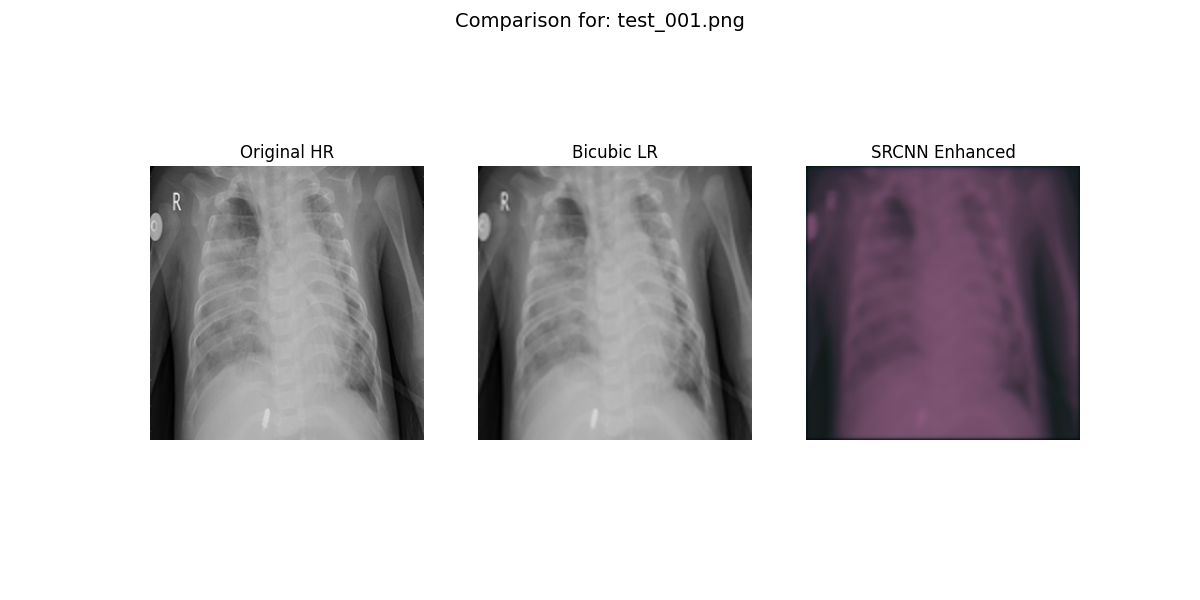 Comparison for: test_001.png
Original HR
Bicubic LR
SRCNN Enhanced
R
R